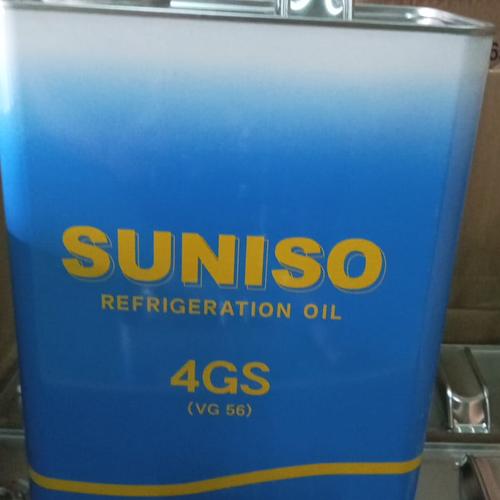 SUNISO
REFRIGERATION OIL
4GS
(VG 56)